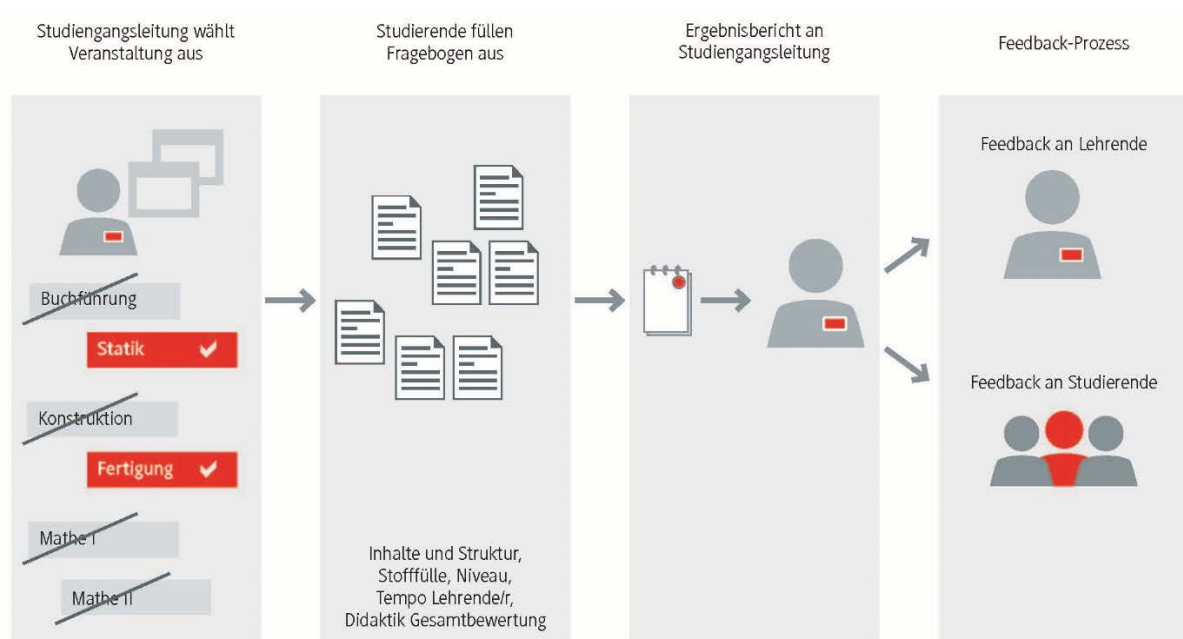 Studiengangsleitung wählt
Veranstaltung aus
Studierende füllen
Fragebogen aus
Ergebnisbericht an
Studiengangsleitung
Feedback-Prozess
Buchführung
Statik
Konstruktion
Fertigung
Mathe I
Mathe II
Inhalte und Struktur,
Stofffülle, Niveau,
Tempo Lehrende/r,
Didaktik Gesamtbewertung
Feedback an Lehrende
Feedback an Studierende